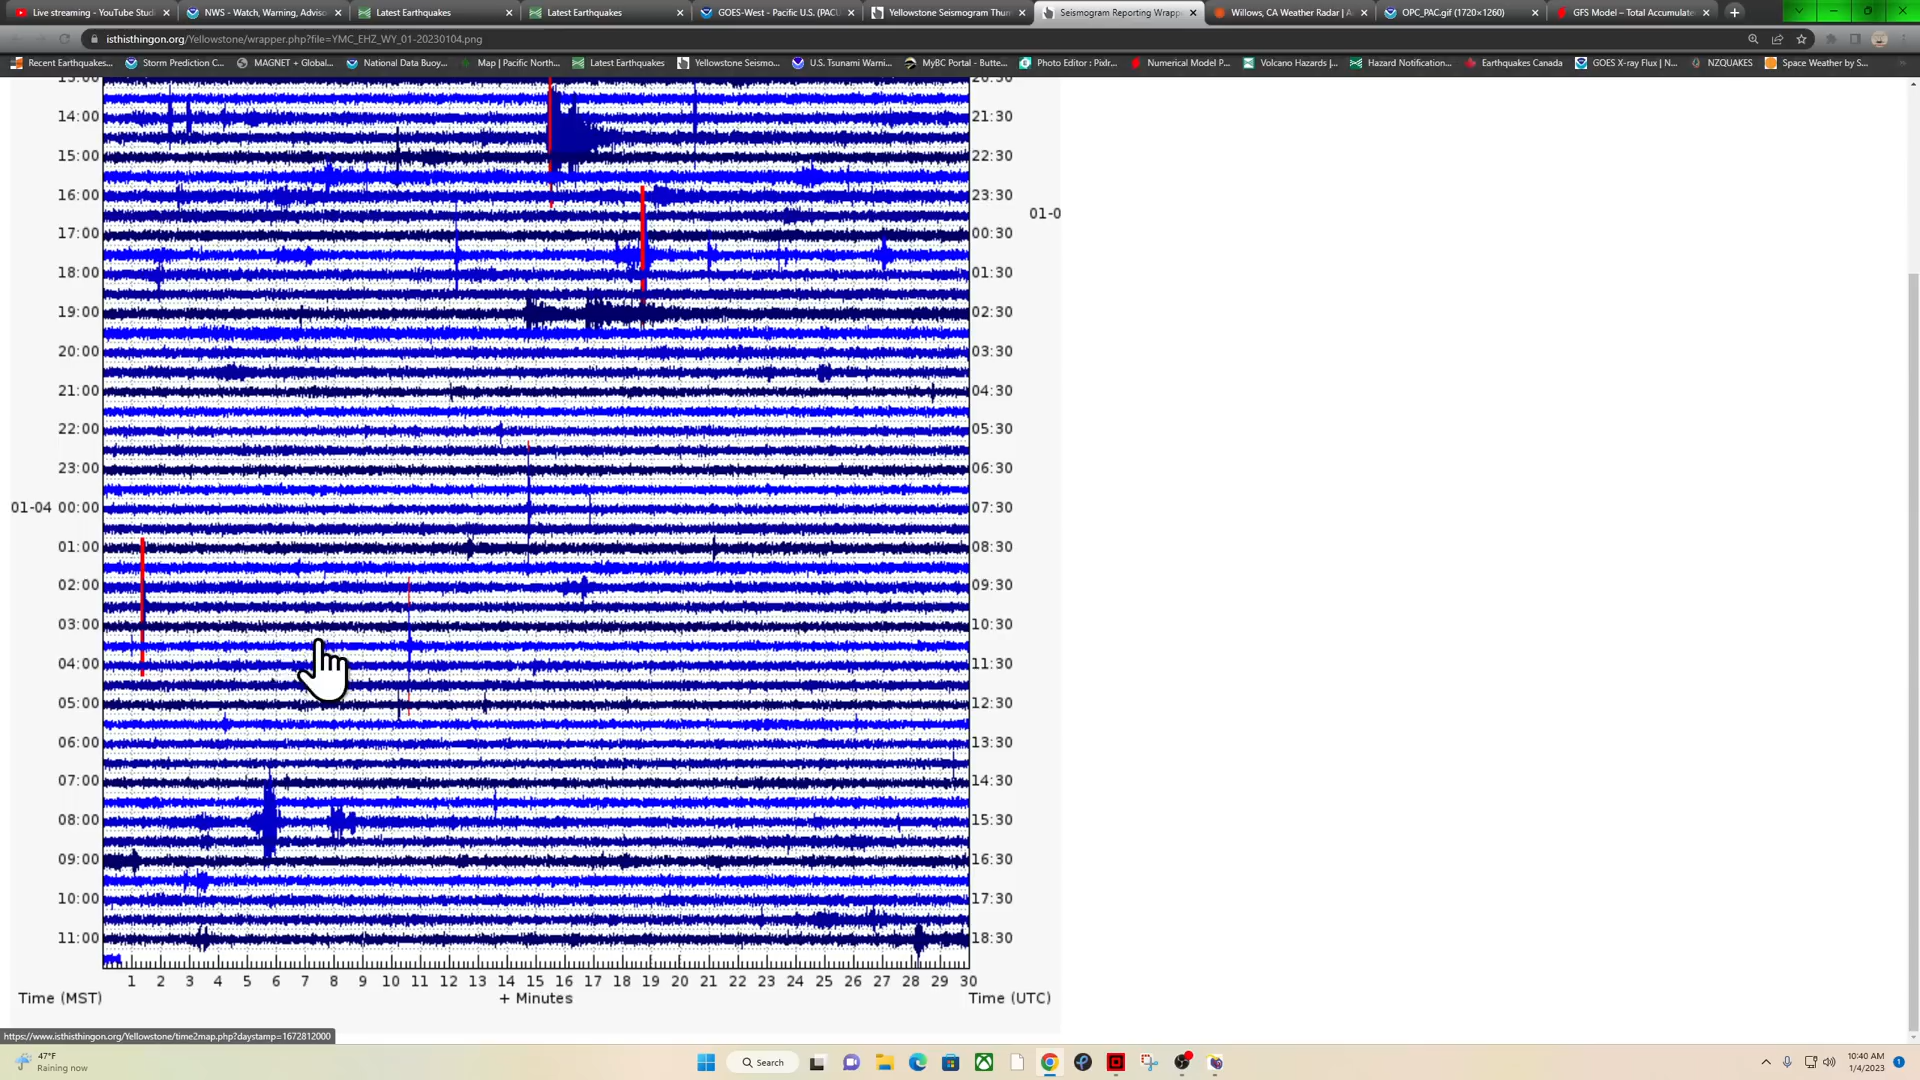 Live streaming - YouTube Stud
NWS - Watch, Warning, Adviso
Latest Earthquakes
Latest Earthquakes
GOES-West - Pacific U.S. (PACU
Yellowstone Seismogram Thum
Seismogram Reporting Wrapp
Willows, CA Weather Radar | A
OPC_PAC.gif (1720×1260)
GFS Model – Total Accumulate
isthisthingon.org/Yellowstone/wrapper.php?file=YMC_EHZ_WY_01-20230104.png
Recent Earthquakes...
Storm Prediction C...
MAGNET + Global...
National Data Buoy...
Map | Pacific North...
Latest Earthquakes
Yellowstone Seismo...
U.S. Tsunami Warni...
MyBC Portal - Butte...
Photo Editor : Pixlr...
Numerical Model P...
Volcano Hazards |...
Hazard Notification...
Earthquakes Canada
GOES X-ray Flux | N...
NZQUAKES
Space Weather by S...
14:00 21:30
15:00 22:30
16:00 23:30
01-0
17:00 00:30
18:00 01:30
19:00 02:30
20:00 03:30
21:00 04:30
22:00 05:30
23:00 06:30
01-04 00:00 07:30
01:00 08:30
02:00 09:30
03:00 10:30
04:00 11:30
05:00 12:30
06:00 13:30
07:00 14:30
08:00 15:30
09:00 16:30
10:00 17:30
11:00 18:30
1 2 3 4 5 6 7 8 9 10 11 12 13 14 15 16 17 18 19 20 21 22 23 24 25 26 27 28 29 30
Time (MST) + Minutes Time (UTC)
https://www.isthisthingon.org/Yellowstone/time2map.php?daystamp=1672812000
47°F
Raining now
Search
10:40 AM
1/4/2023
1